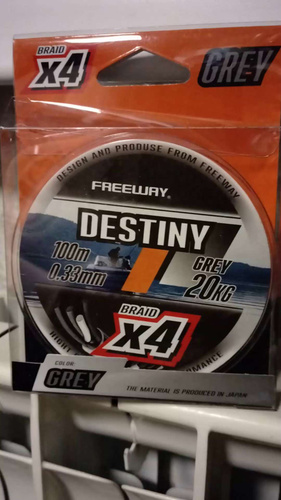 BRAID
X4
GREY
DESIGN AND PRODUSE FROM FREEWAY
FREEWAY
DESTINY
100m
0.33mm
GREY
20KG
BRAID
X4
COLOR:
GREY
THE MATERIAL IS PRODUCED IN JAPAN